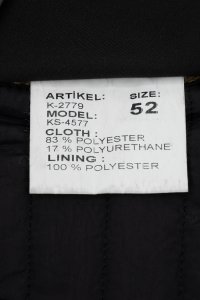 ARTİKEL: SIZE:
K-2779
MODEL: 52
KS-4577
CLOTH :
83 % POLYESTER
17 % POLYURETHANE
LINING :
100 % POLYESTER